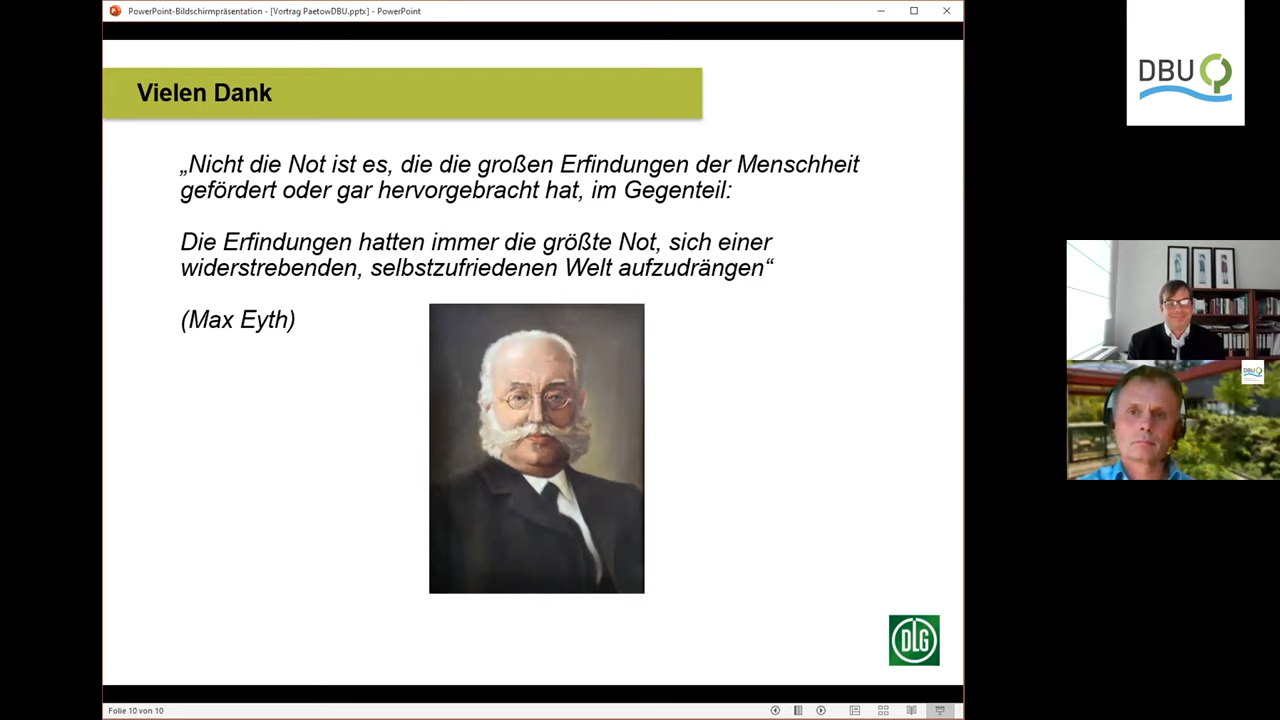 PowerPoint-Bildschirmpräsentation - [Vortrag PaetowDBU.pptx] - PowerPoint
DBU
Vielen Dank
„Nicht die Not ist es, die die großen Erfindungen der Menschheit
gefördert oder gar hervorgebracht hat, im Gegenteil:
Die Erfindungen hatten immer die größte Not, sich einer
widerstrebenden, selbstzufriedenen Welt aufzudrängen“
(Max Eyth)
DBU
DLG
Folie 10 von 10